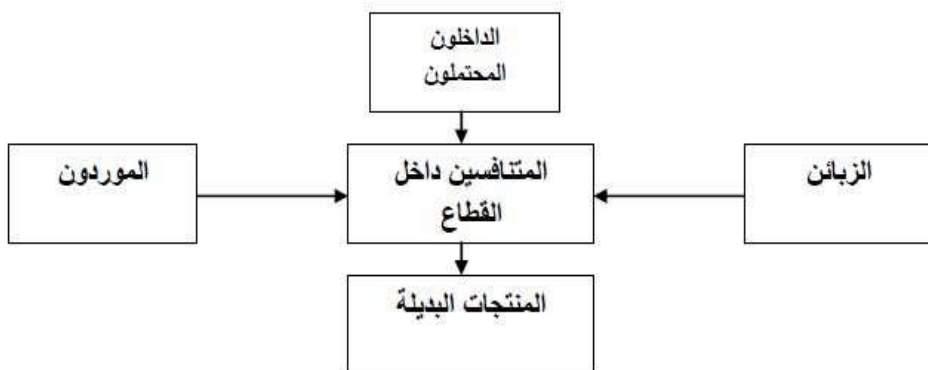 الداخلون
المحتملون
الزبائن
المتنافسين داخل
القطاع
الموردون
المنتجات البديلة